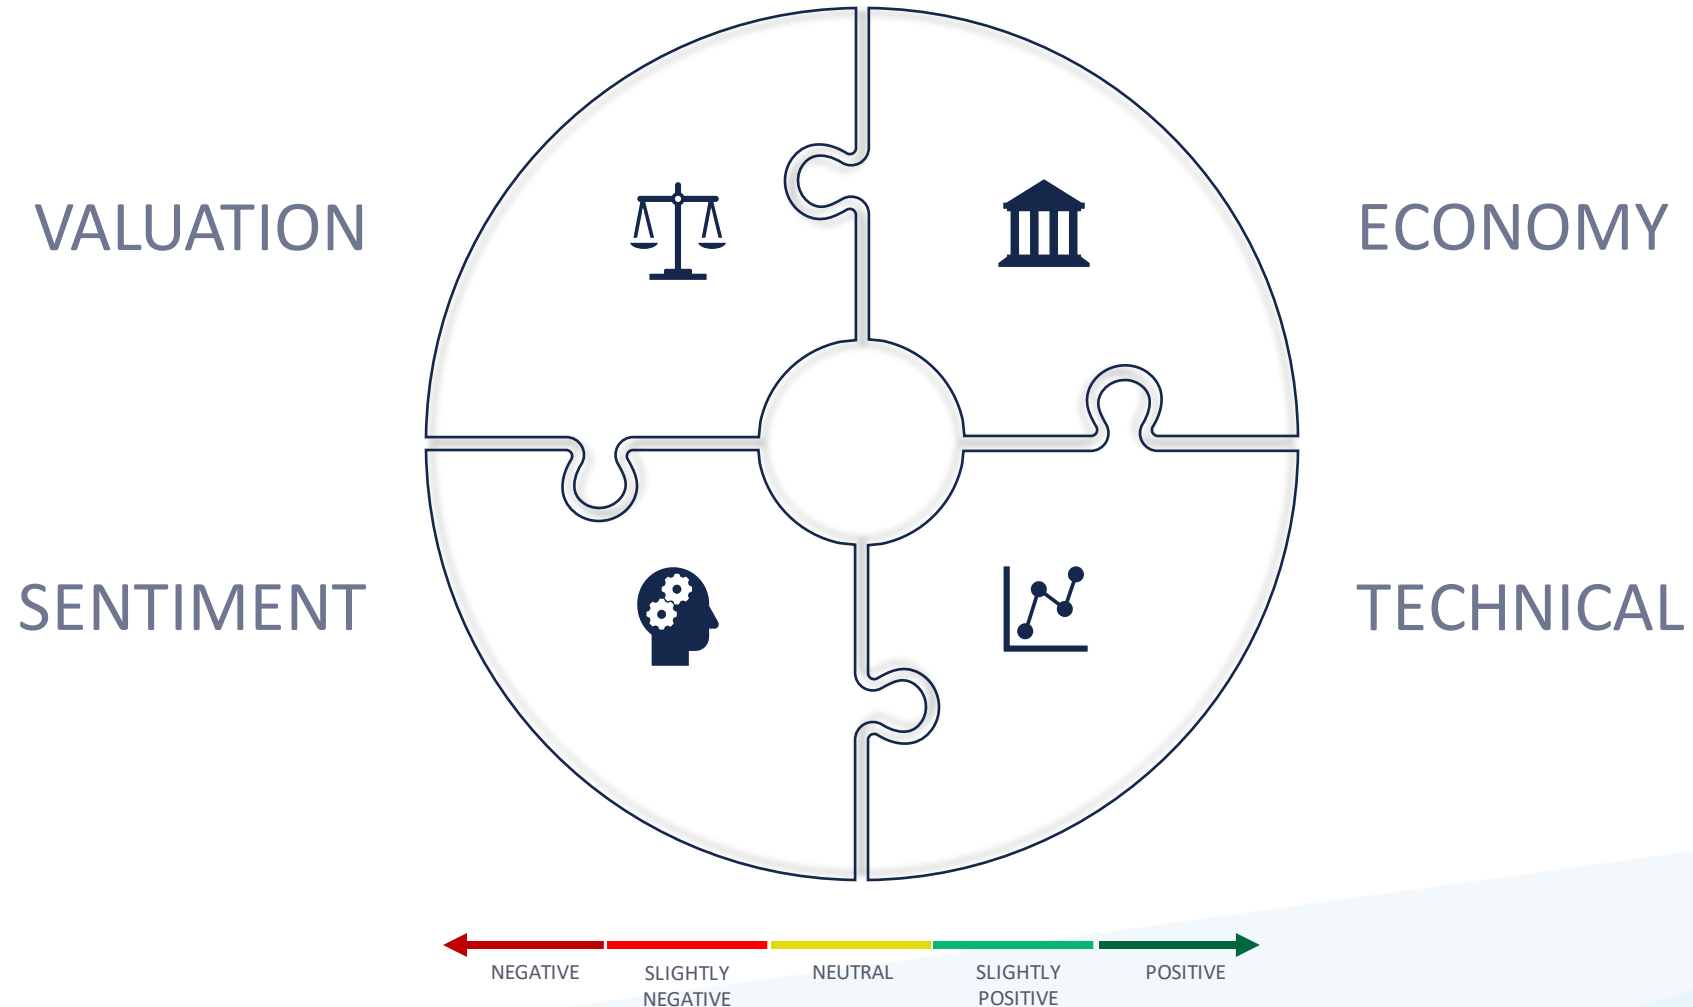 VALUATION
ECONOMY
SENTIMENT
TECHNICAL
NEGATIVE
SLIGHTLY
NEGATIVE
NEUTRAL
SLIGHTLY
POSITIVE
POSITIVE